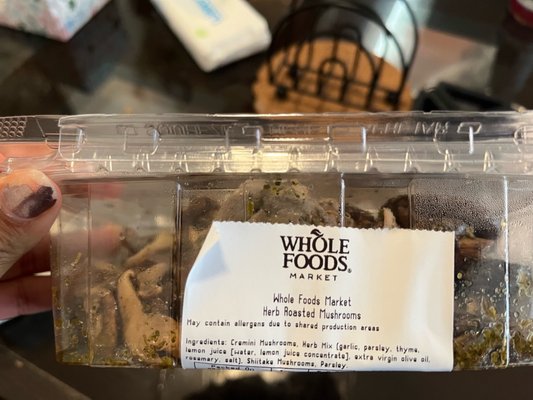 WHOLE
FOODS
MARKET
Whole Foods Market
Herb Roasted Mushrooms
May contain allergens due to shared production areas
Ingredients: Cremini Mushrooms, Herb Mix (garlic, parsley, thyme,
lemon juice [water, lemon juice concentrate], extra virgin olive oil,
rosemary, salt), Shiitake Mushrooms, Parsley.